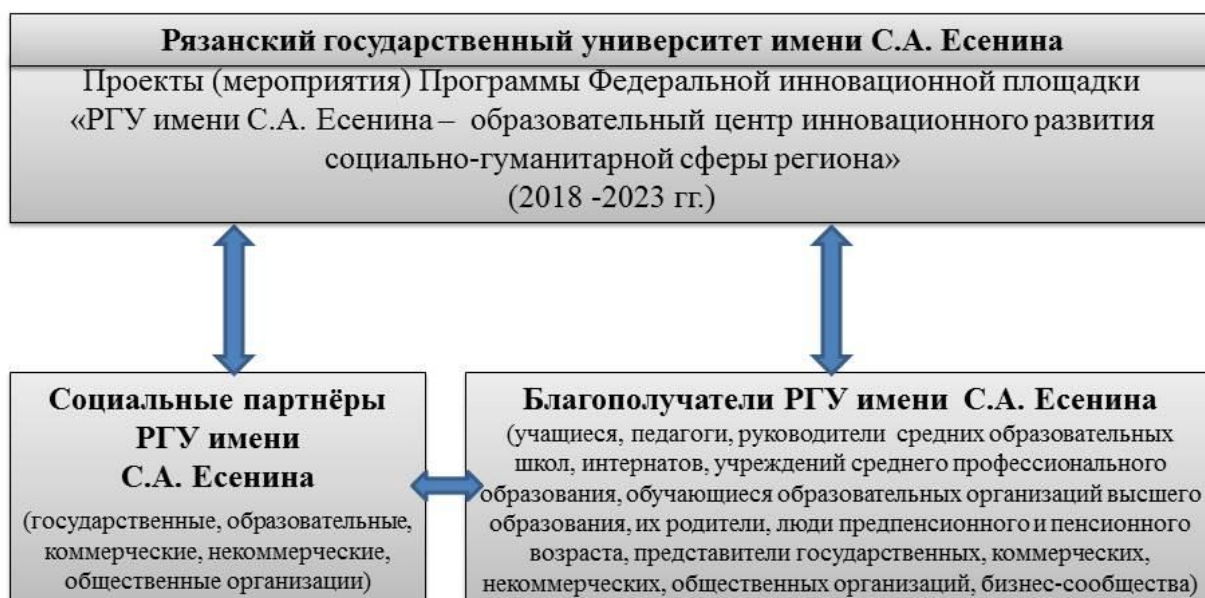 Рязанский государственный университет имени С.А. Есенина
Проекты (мероприятия) Программы Федеральной инновационной площадки
«РГУ имени С.А. Есенина – образовательный центр инновационного развития
социально-гуманитарной сферы региона»
(2018 -2023 гг.)
Социальные партнёры
РГУ имени
С.А. Есенина
(государственные, образовательные,
коммерческие, некоммерческие,
общественные организации)
Благополучатели РГУ имени С.А. Есенина
(учащиеся, педагоги, руководители средних образовательных
школ, интернатов, учреждений среднего профессионального
образования, обучающиеся образовательных организаций высшего
образования, их родители, люди предпенсионного и пенсионного
возраста, представители государственных, коммерческих,
некоммерческих, общественных организаций, бизнес-сообщества)